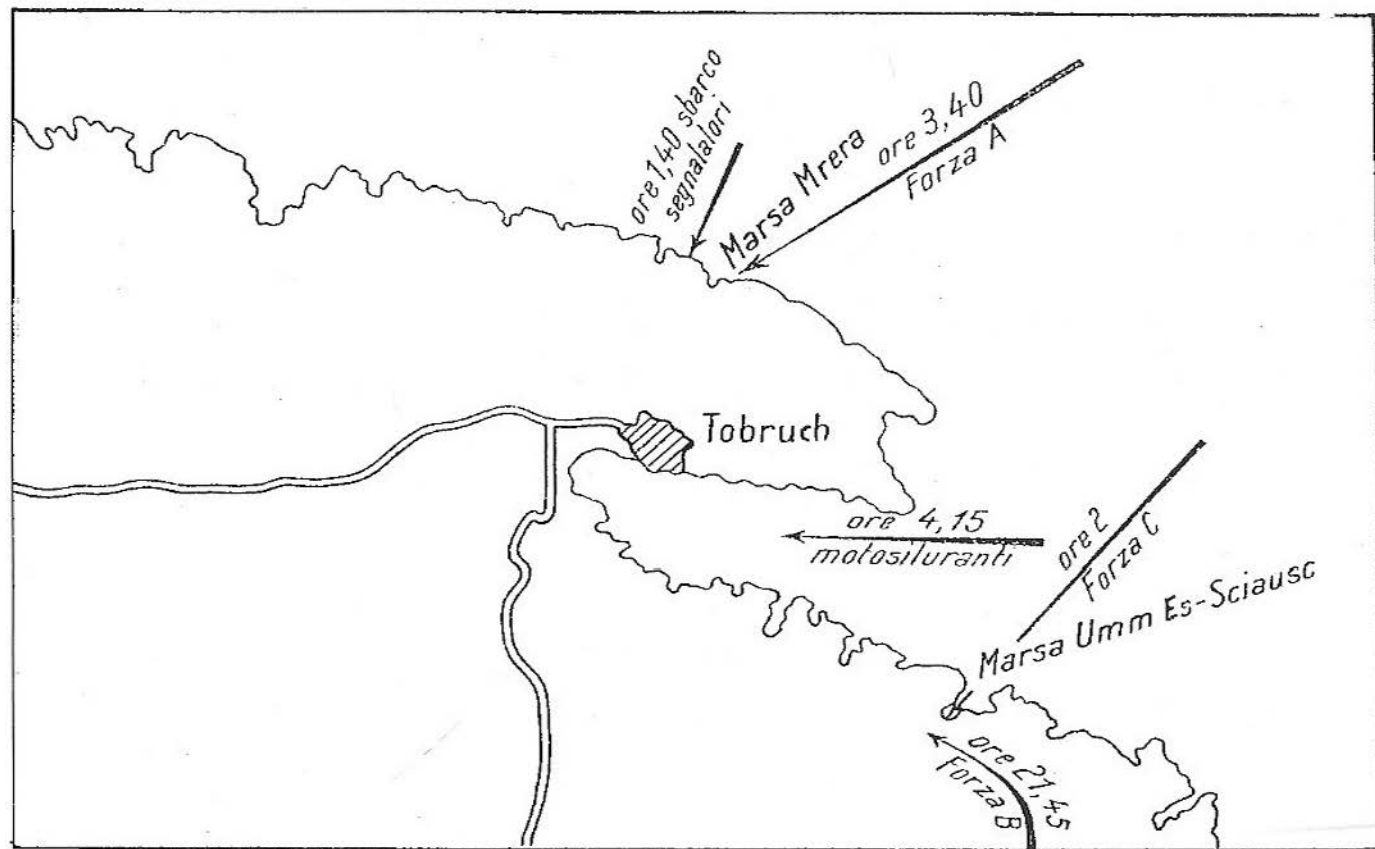 ore 1,40 sbarco
segnalalori
Marsa Mrera
ore 3,40
Forza A
Tobruch
ore 4,15
motosiluranti
ore 2
Forza C
Marsa Umm Es-Sciausc
ore 21,45
Forza B